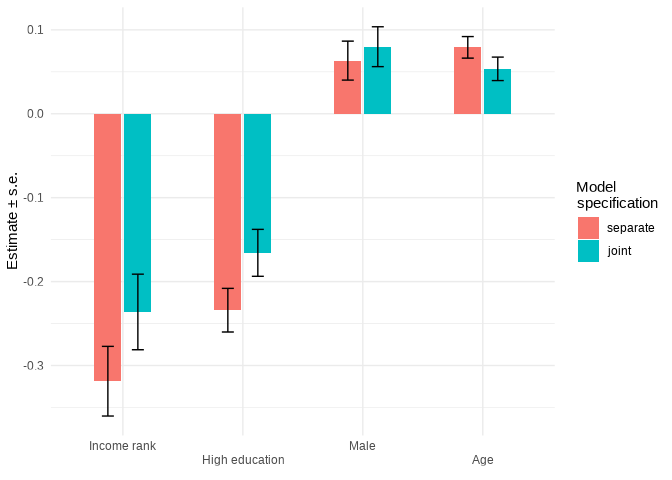 0.1
0.0
-0.1
-0.2
-0.3
Estimate ± s.e.
Income rank
High education
Male
Age
Model
specification
separate
joint